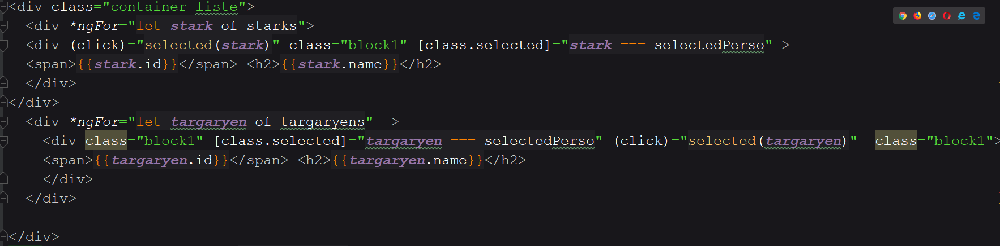 <div class="container liste">
  <div *ngFor="let stark of starks">
  <div (click)="selected(stark)" class="block1" [class.selected]="stark === selectedPerso" >
  <span>{{stark.id}}</span> <h2>{{stark.name}}</h2>
  </div>
</div>
  <div *ngFor="let targaryen of targaryens"  >
    <div class="block1" [class.selected]="targaryen === selectedPerso" (click)="selected(targaryen)"  class="block1">
    <span>{{targaryen.id}}</span> <h2>{{targaryen.name}}</h2>
    </div>
  </div>

</div>